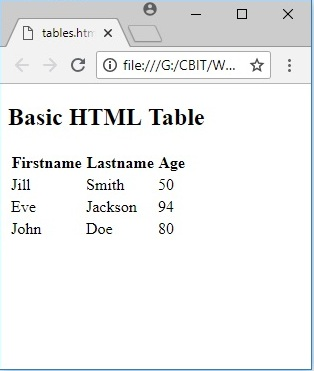 tables.htm
file:///G:/CBIT/W...
Basic HTML Table
Firstname Lastname Age
Jill Smith 50
Eve Jackson 94
John Doe 80